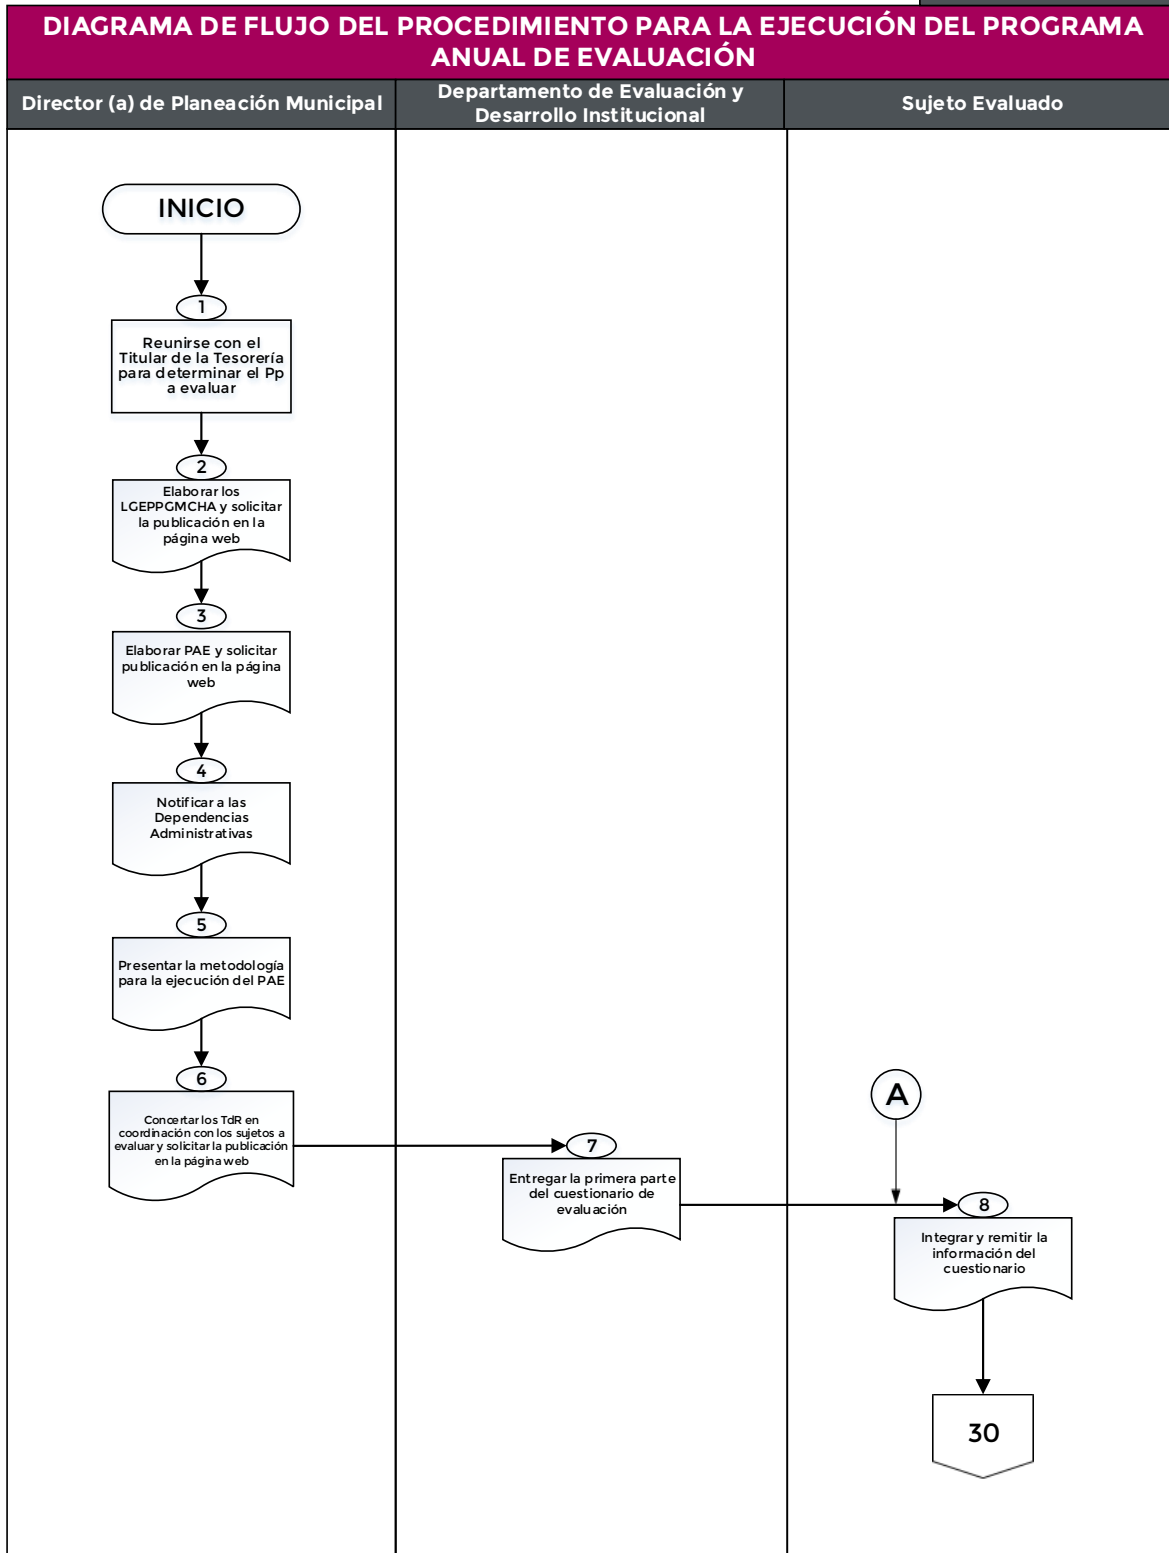 DIAGRAMA DE FLUJO DEL PROCEDIMIENTO PARA LA EJECUCIÓN DEL PROGRAMA
ANUAL DE EVALUACIÓN
Director (a) de Planeación Municipal
Departamento de Evaluación y
Desarrollo Institucional
Sujeto Evaluado
INICIO
1
Reunirse con el
Titular de la Tesorería
para determinar el Pp
a evaluar
2
Elaborar los
LGEPPGMCHA y solicitar
la publicación en la
página web
3
Elaborar PAE y solicitar
publicación en la página
web
4
Notificar a las
Dependencias
Administrativas
5
Presentar la metodología
para la ejecución del PAE
6
Concertar los TdR en
coordinación con los sujetos a
evaluar y solicitar la publicación
en la página web
7
Entregar la primera parte
del cuestionario de
evaluación
A
8
Integrar y remitir la
información del
cuestionario
30